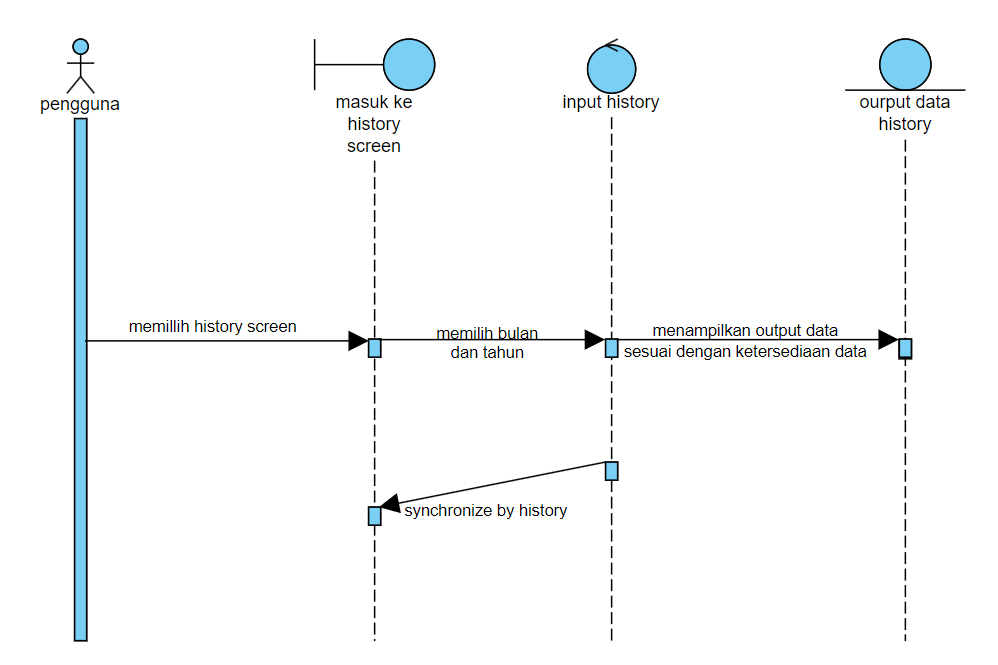 pengguna
masuk ke
history
screen
input history
ourput data
history
memillih history screen
memilih bulan
dan tahun
menampilkan output data
sesuai dengan ketersediaan data
synchronize by history